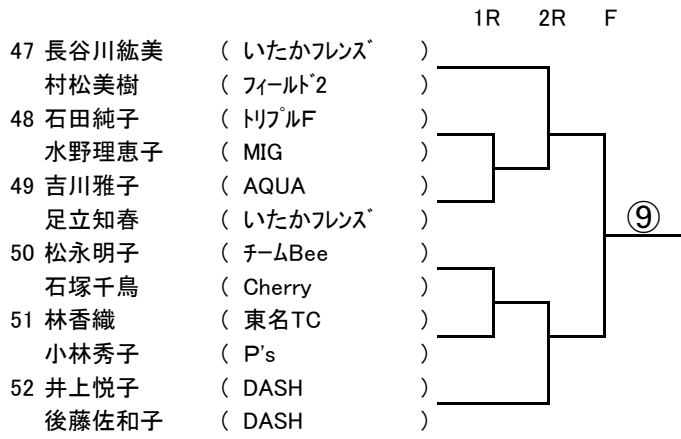 1R 2R F
47 長谷川紘美 ( いたかﾌﾚﾝｽﾞ )
村松美樹 ( ﾌｨｰﾙﾄﾞ2 )
48 石田純子 ( ﾄﾘﾌﾟﾙF )
水野理恵子 ( MIG )
49 吉川雅子 ( AQUA )
足立知春 ( いたかﾌﾚﾝｽﾞ )
⑨
50 松永明子 ( ﾁｰﾑBee )
石塚千鳥 ( Cherry )
51 林香織 ( 東名TC )
小林秀子 ( P's )
52 井上悦子 ( DASH )
後藤佐和子 ( DASH )